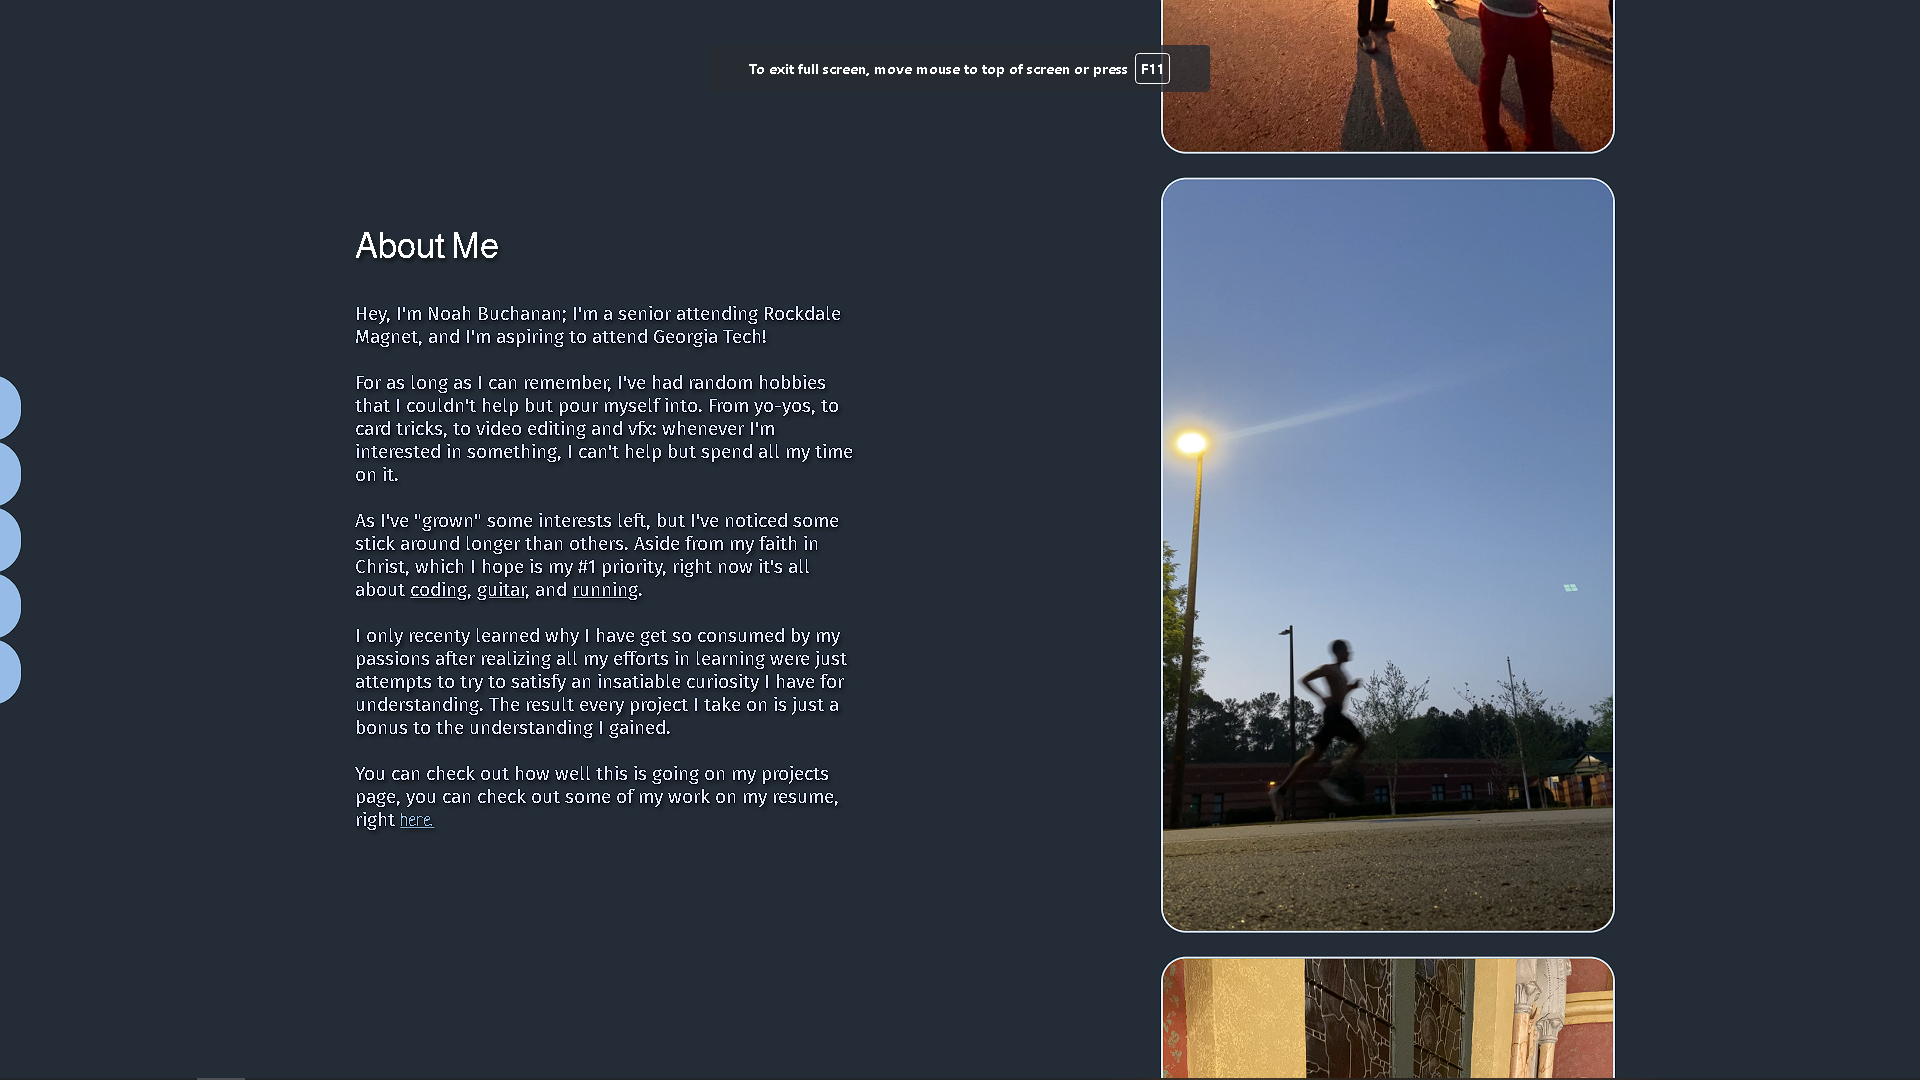 To exit full screen, move mouse to top of screen or press F11
About Me
Hey, I'm Noah Buchanan; I'm a senior attending Rockdale
Magnet, and I'm aspiring to attend Georgia Tech!
For as long as I can remember, I've had random hobbies
that I couldn't help but pour myself into. From yo-yos, to
card tricks, to video editing and vfx: whenever I'm
interested in something, I can't help but spend all my time
on it.
As I've "grown" some interests left, but I've noticed some
stick around longer than others. Aside from my faith in
Christ, which I hope is my #1 priority, right now it's all
about coding, guitar, and running.
I only recenty learned why I have get so consumed by my
passions after realizing all my efforts in learning were just
attempts to try to satisfy an insatiable curiosity I have for
understanding. The result every project I take on is just a
bonus to the understanding I gained.
You can check out how well this is going on my projects
page, you can check out some of my work on my resume,
right here.